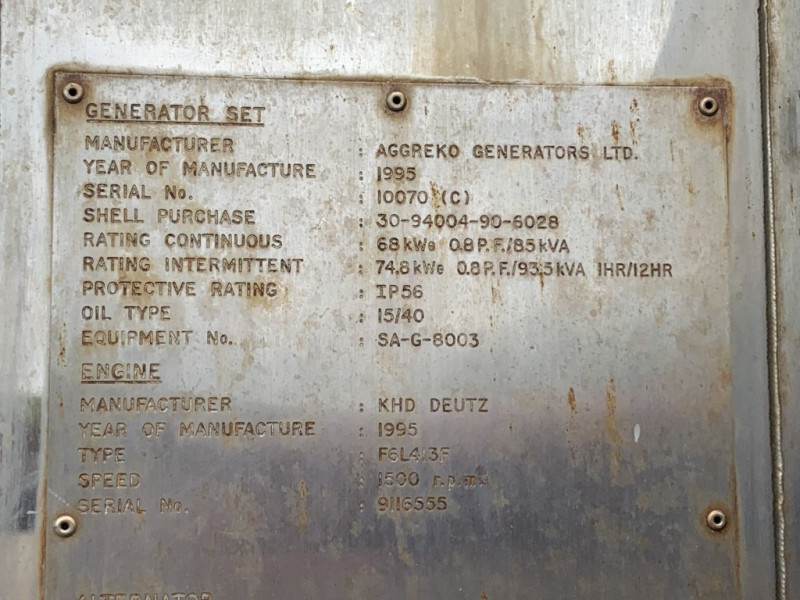 GENERATOR SET
MANUFACTURER : AGGREKO GENERATORS LTD.
YEAR OF MANUFACTURE : 1995
SERIAL No. : 10070 (C)
SHELL PURCHASE : 30-94004-90-6028
RATING CONTINUOUS : 68 kWe 0.8 P.F./85 kVA
RATING INTERMITTENT : 74.8 kWe 0.8 P.F./93.5 kVA 1HR/12HR
PROTECTIVE RATING : IP56
OIL TYPE : 15/40
EQUIPMENT No. : SA-G-8003
ENGINE
MANUFACTURER : KHD DEUTZ
YEAR OF MANUFACTURE : 1995
TYPE : F6L413F
SPEED : 1500 r.p.m.
SERIAL No. : 9116555
ALTERNATOR